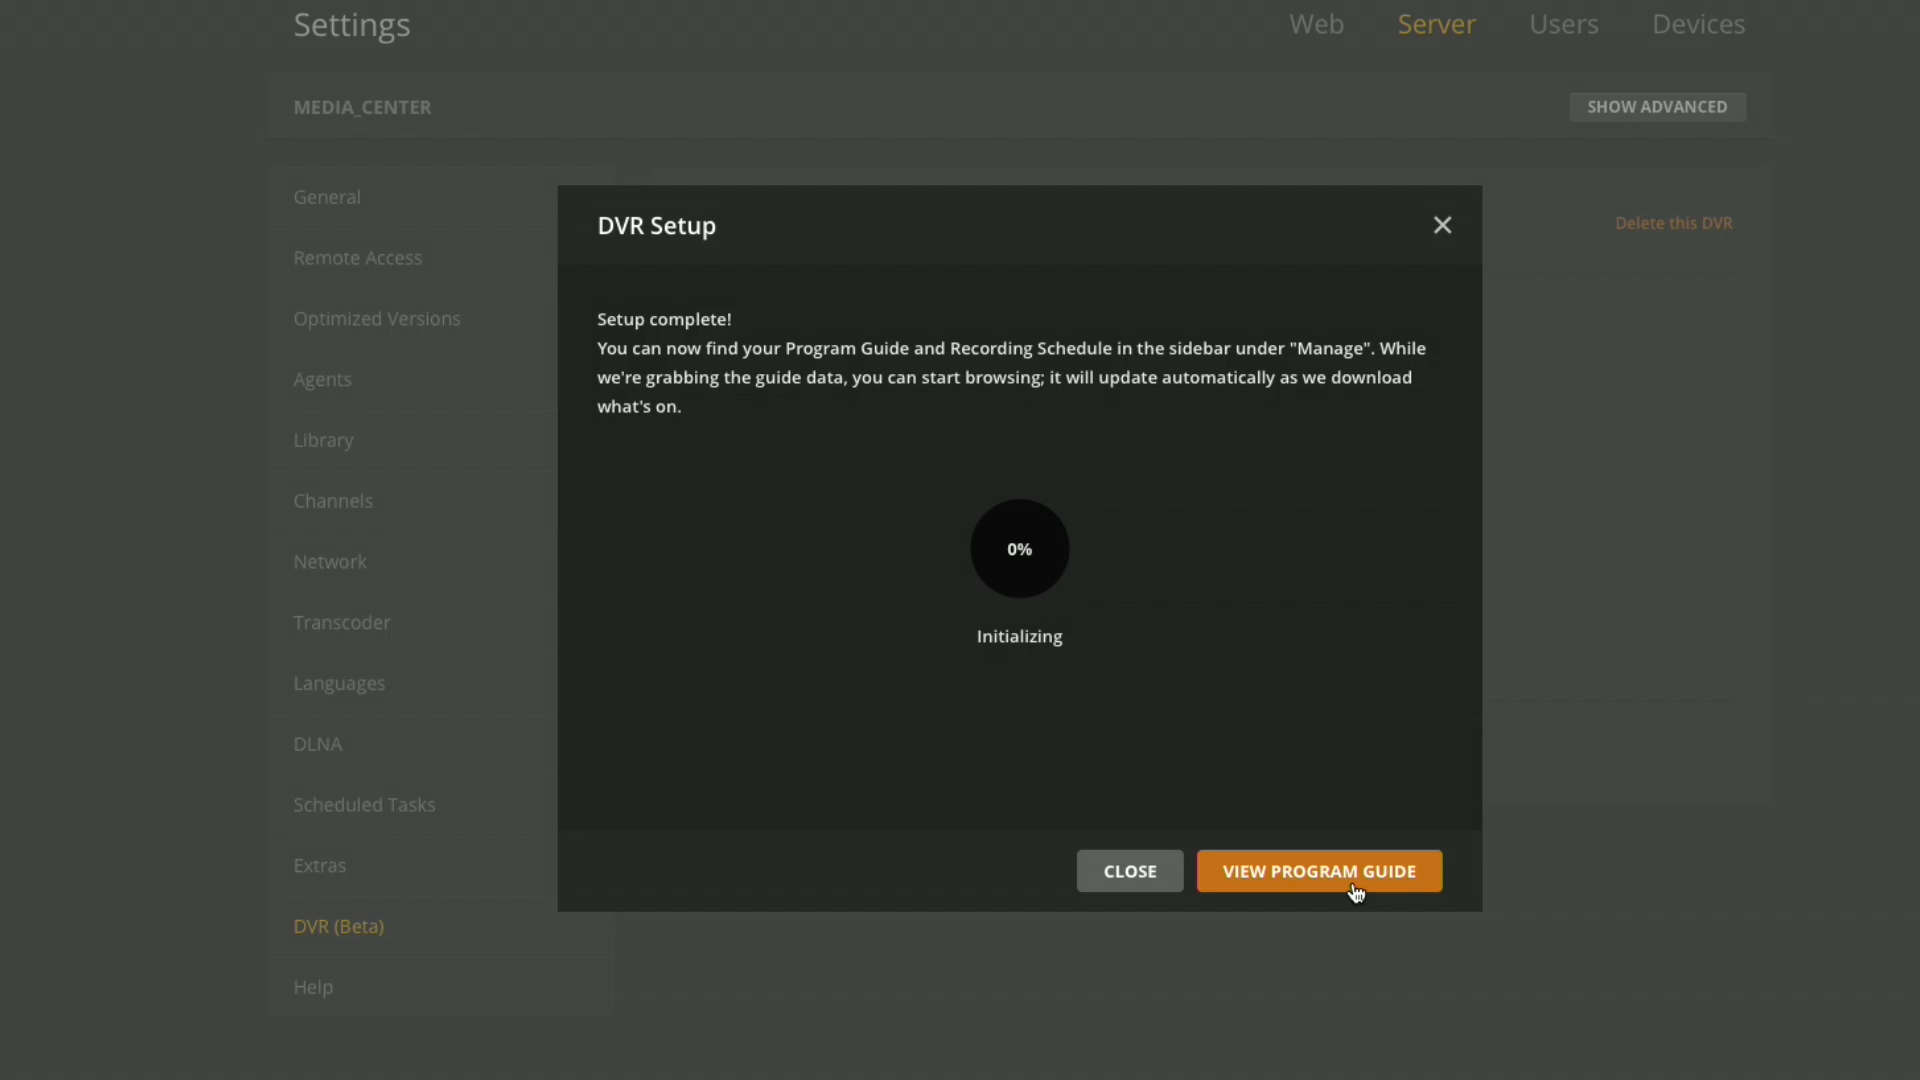 Settings
Web Server Users Devices
MEDIA_CENTER
SHOW ADVANCED
General
Remote Access
Optimized Versions
Agents
Library
Channels
Network
Transcoder
Languages
DLNA
Scheduled Tasks
Extras
DVR (Beta)
Help
Delete this DVR
DVR Setup
Setup complete!
You can now find your Program Guide and Recording Schedule in the sidebar under "Manage". While
we're grabbing the guide data, you can start browsing; it will update automatically as we download
what's on.
0%
Initializing
CLOSE
VIEW PROGRAM GUIDE